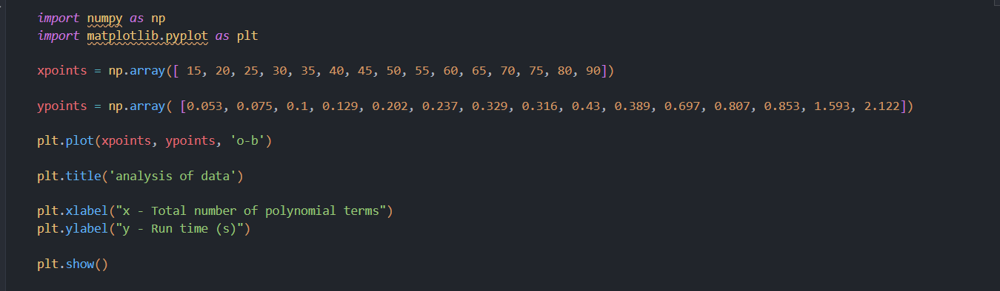 import numpy as np
import matplotlib.pyplot as plt
xpoints = np.array([ 15, 20, 25, 30, 35, 40, 45, 50, 55, 60, 65, 70, 75, 80, 90])
ypoints = np.array( [0.053, 0.075, 0.1, 0.129, 0.202, 0.237, 0.329, 0.316, 0.43, 0.389, 0.697, 0.807, 0.853, 1.593, 2.122])
plt.plot(xpoints, ypoints, 'o-b')
plt.title('analysis of data')
plt.xlabel("x - Total number of polynomial terms")
plt.ylabel("y - Run time (s)")
plt.show()